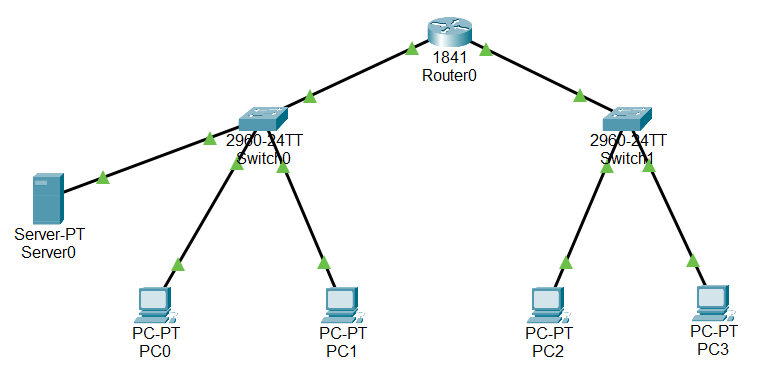 1841
Router0
2960-24TT
Switch0
2960-24TT
Switch1
Server-PT
Server0
PC-PT
PC0
PC-PT
PC1
PC-PT
PC2
PC-PT
PC3